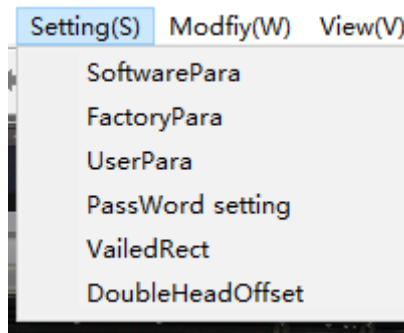 Setting(S) Modfiy(W) View(V)
SoftwarePara
FactoryPara
UserPara
PassWord setting
VailedRect
DoubleHeadOffset